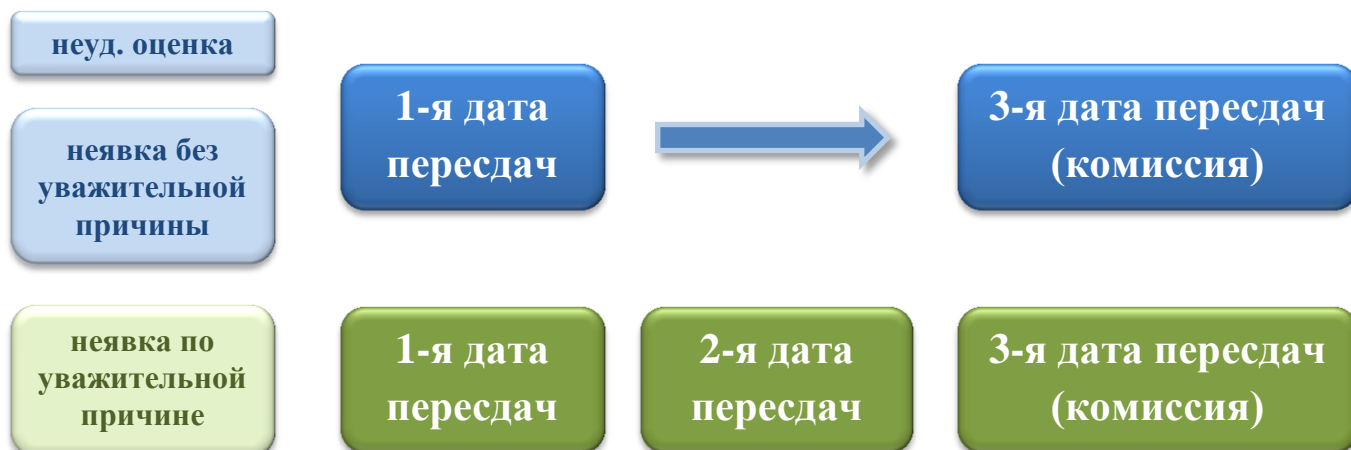 неуд. оценка
неявка без
уважительной
причины
1-я дата
пересдач
3-я дата пересдач
(комиссия)
неявка по
уважительной
причине
1-я дата
пересдач
2-я дата
пересдач
3-я дата пересдач
(комиссия)